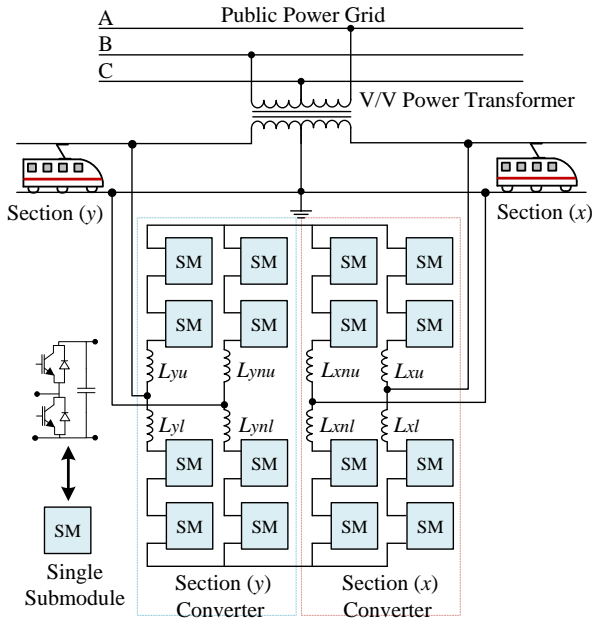 A
Public Power Grid
B
C
V/V Power Transformer
Section (y)
Section (x)
SM SM SM SM
SM SM SM SM
Lyu Lynu Lxnu Lxu
Lyl Lynl Lxnl Lxl
SM SM SM SM
SM SM SM SM
SM
Single
Submodule
Section (y)
Converter
Section (x)
Converter